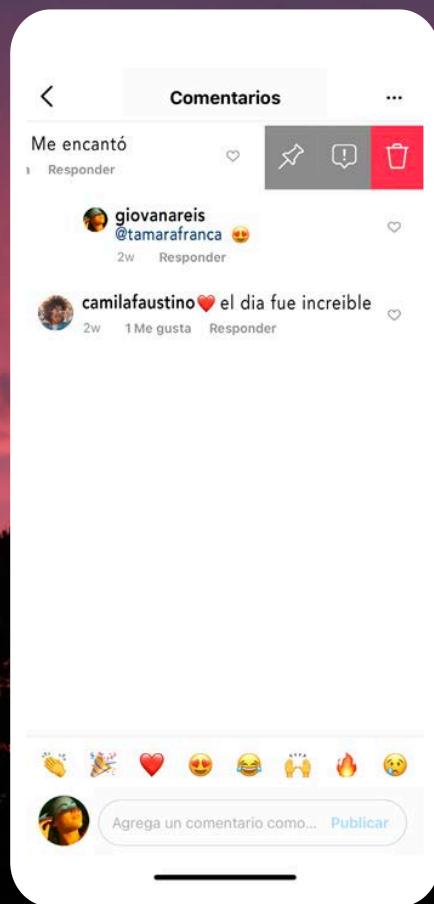 Comentarios
Me encantó
Responder
giovanareis
@tamarafranca 😍
2w Responder
camilafaustino❤️ el dia fue increible
2w 1 Me gusta Responder
Agrega un comentario como... Publicar